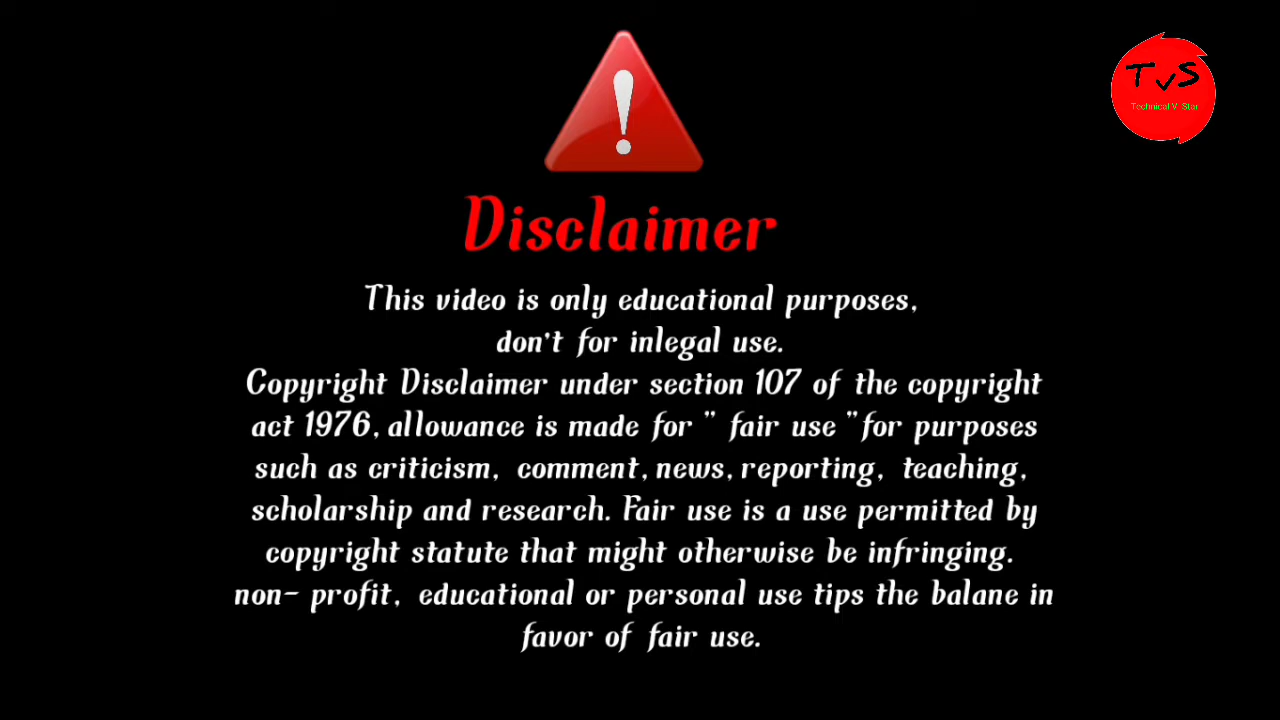 TvS
Technical V Star
Disclaimer
This video is only educational purposes,
don't for inlegal use.
Copyright Disclaimer under section 107 of the copyright
act 1976, allowance is made for " fair use "for purposes
such as criticism, comment, news, reporting, teaching,
scholarship and research. Fair use is a use permitted by
copyright statute that might otherwise be infringing.
non- profit, educational or personal use tips the balane in
favor of fair use.